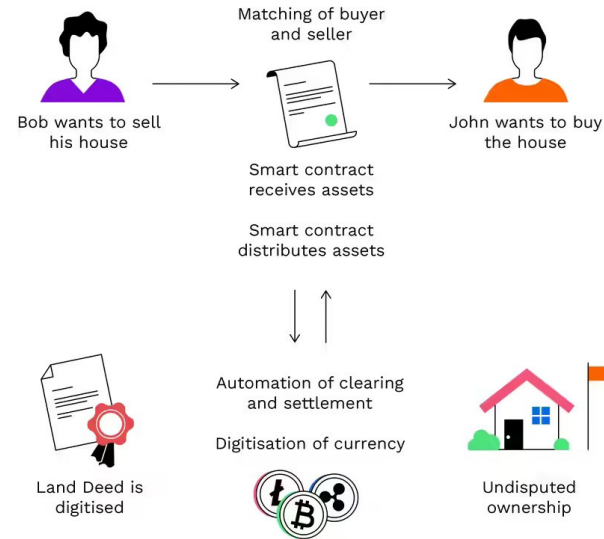 Matching of buyer
and seller
Bob wants to sell
his house
John wants to buy
the house
Smart contract
receives assets
Smart contract
distributes assets
Automation of clearing
and settlement
Digitisation of currency
Land Deed is
digitised
Undisputed
ownership